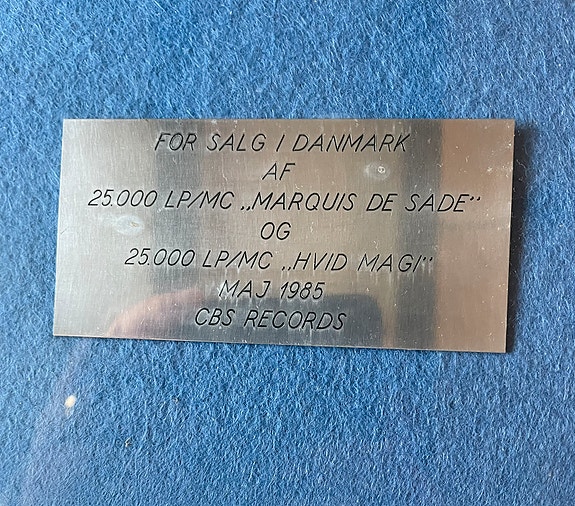 FOR SALG I DANMARK
AF
25.000 LP/MC „MARQUIS DE SADE”
OG
25.000 LP/MC „HVID MAGI”
MAJ 1985
CBS RECORDS